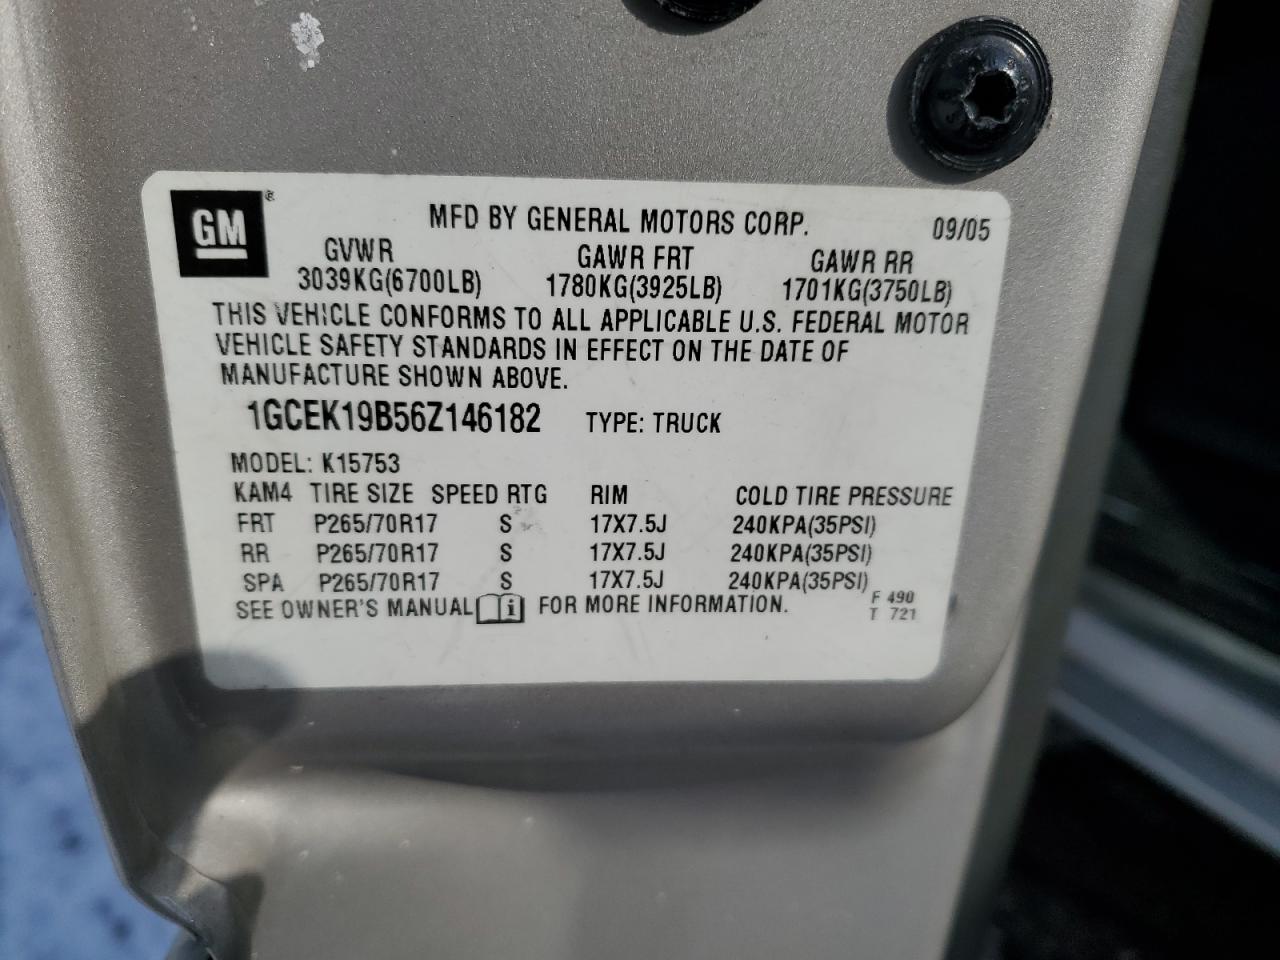 GM®
MFD BY GENERAL MOTORS CORP. 09/05
GVWR GAWR FRT GAWR RR
3039KG(6700LB) 1780KG(3925LB) 1701KG(3750LB)
THIS VEHICLE CONFORMS TO ALL APPLICABLE U.S. FEDERAL MOTOR
VEHICLE SAFETY STANDARDS IN EFFECT ON THE DATE OF
MANUFACTURE SHOWN ABOVE.
1GCEK19B56Z146182 TYPE: TRUCK
MODEL: K15753
KAM4 TIRE SIZE SPEED RTG RIM COLD TIRE PRESSURE
FRT P265/70R17 S 17X7.5J 240KPA(35PSI)
RR P265/70R17 S 17X7.5J 240KPA(35PSI)
SPA P265/70R17 S 17X7.5J 240KPA(35PSI)
SEE OWNER'S MANUAL i FOR MORE INFORMATION.
F 490
T 721